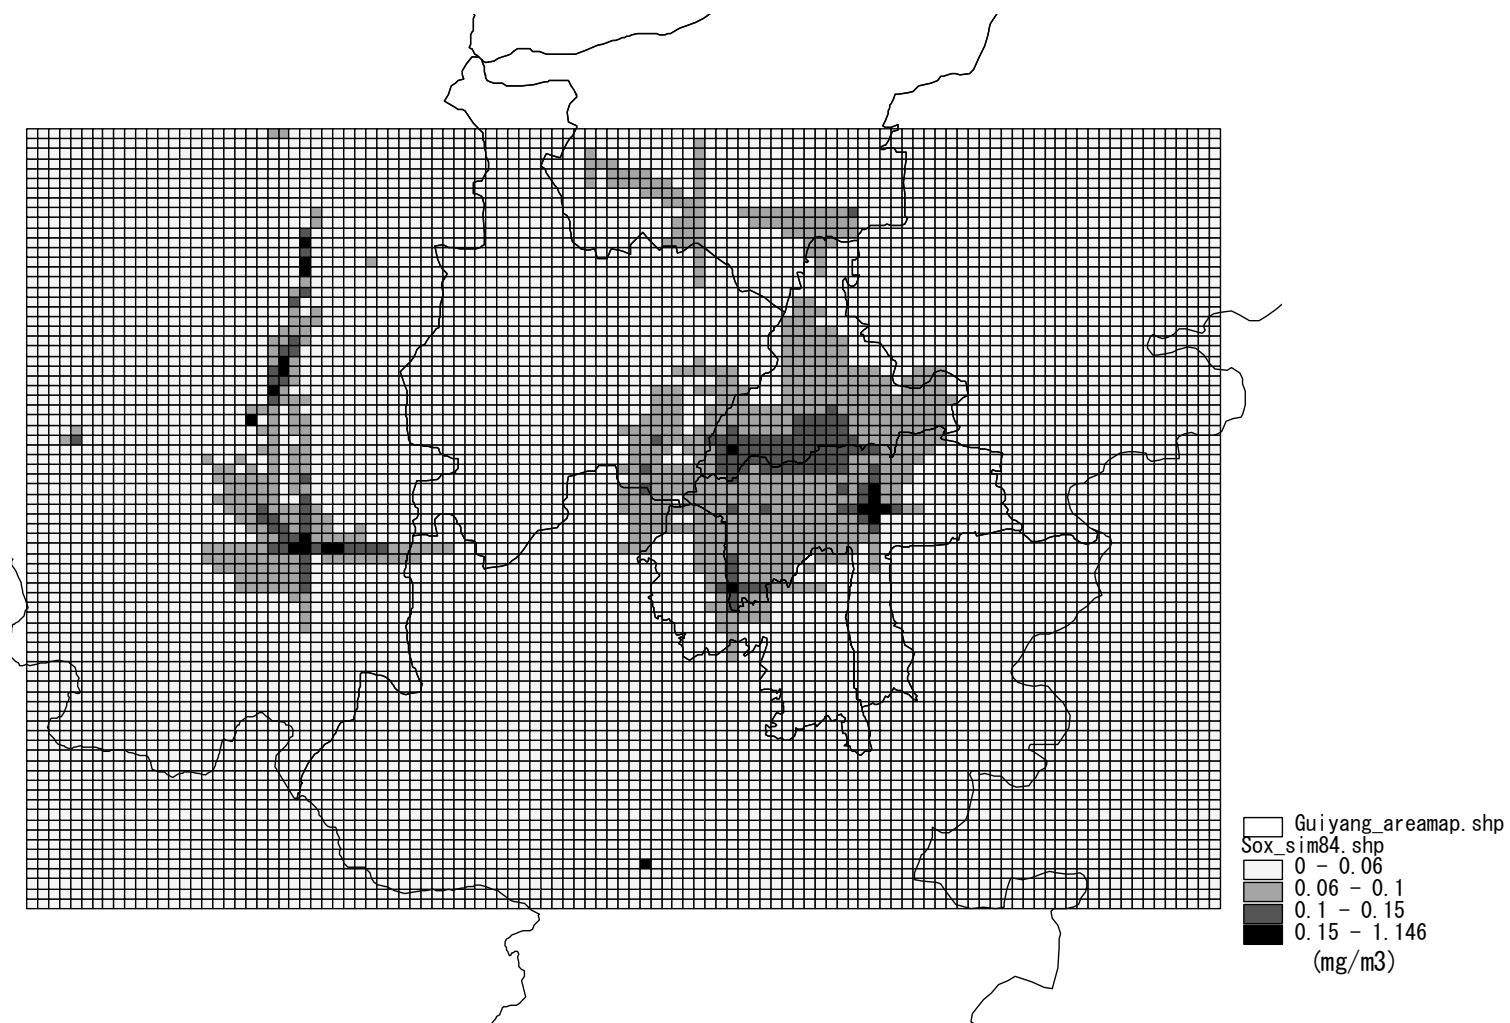 Guiyang_areamap.shp
Sox_sim84.shp
0 - 0.06
0.06 - 0.1
0.1 - 0.15
0.15 - 1.146
(mg/m3)